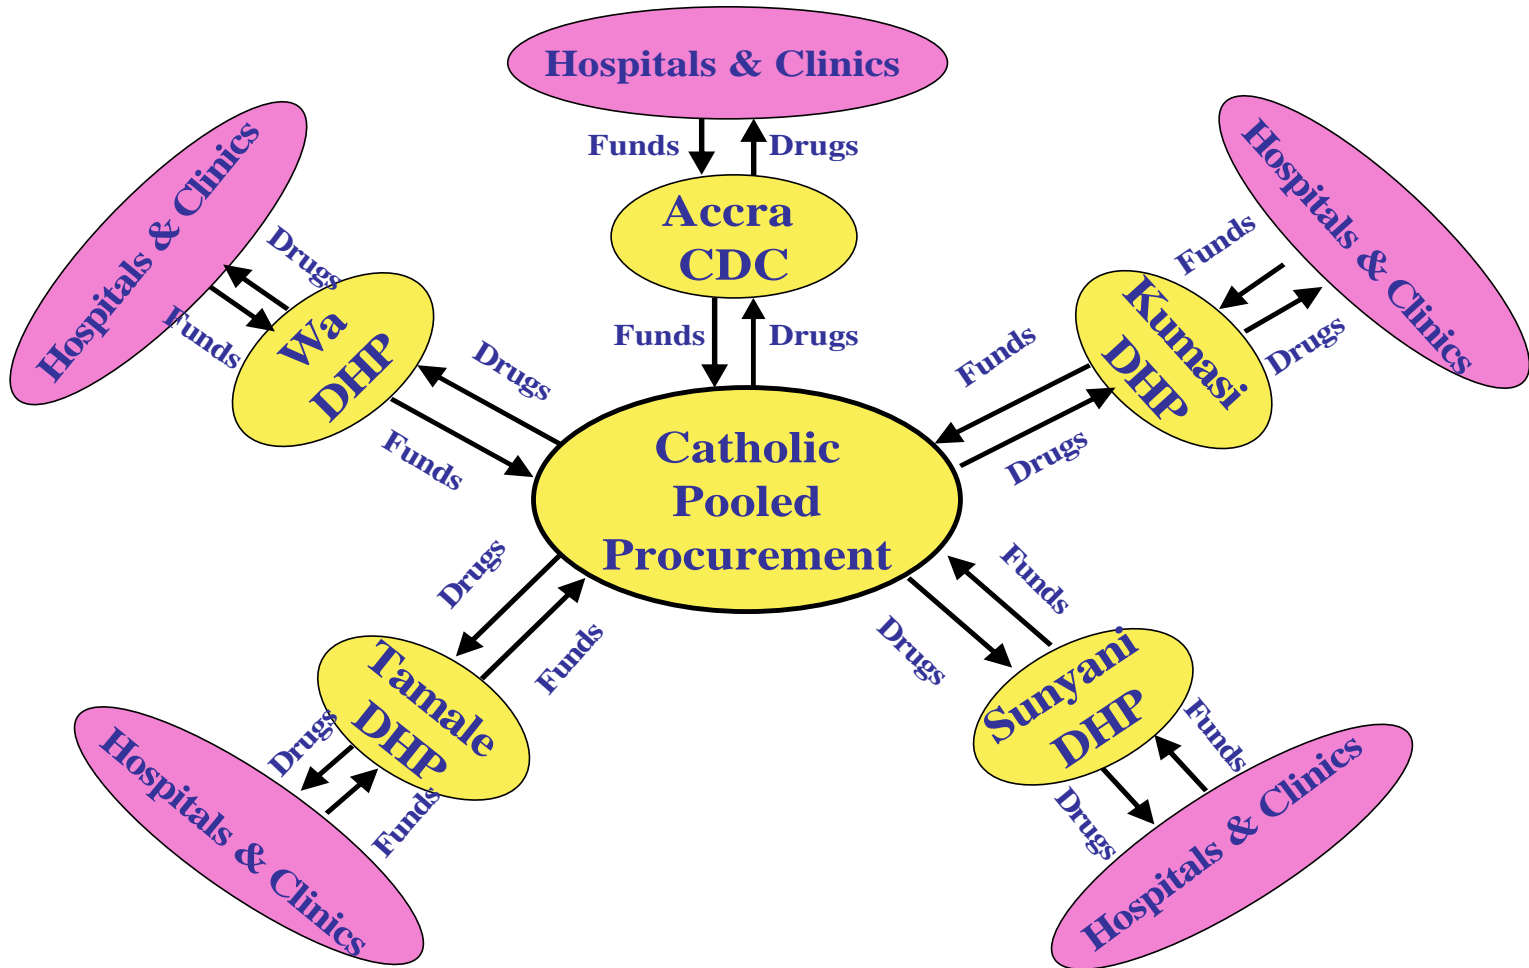 Hospitals & Clinics
Funds
Drugs
Accra
CDC
Funds
Drugs
Hospitals & Clinics
Drugs
Funds
Wa
DHP
Drugs
Funds
Hospitals & Clinics
Funds
Drugs
Kumasi
DHP
Funds
Drugs
Catholic
Pooled
Procurement
Drugs
Funds
Tamale
DHP
Drugs
Funds
Hospitals & Clinics
Funds
Drugs
Sunyani
DHP
Funds
Drugs
Hospitals & Clinics